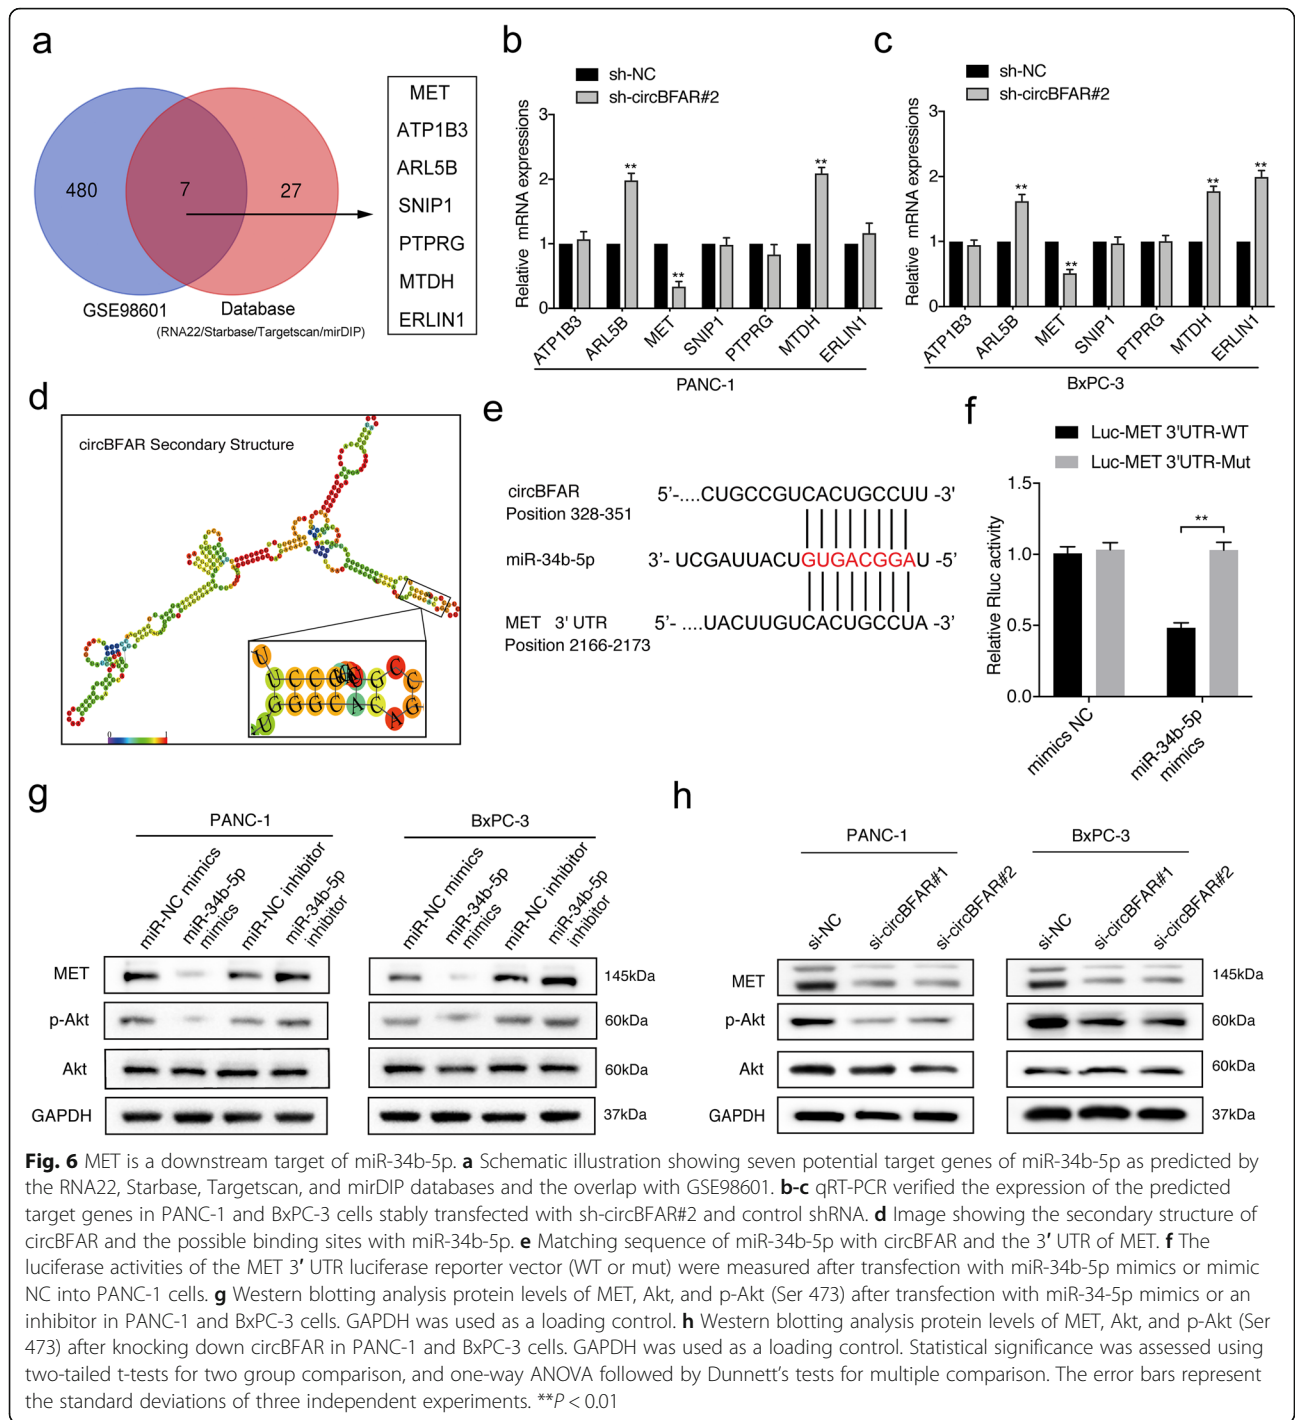 a
480
7
27
GSE98601
Database
(RNA22/Starbase/Targetscan/mirDIP)
MET
ATP1B3
ARL5B
SNIP1
PTPRG
MTDH
ERLIN1
b
sh-NC
sh-circBFAR#2
Relative mRNA expressions
3
2
1
0
**
**
**
ATP1B3
ARL5B
MET
SNIP1
PTPRG
MTDH
ERLIN1
PANC-1
c
sh-NC
sh-circBFAR#2
Relative mRNA expressions
3
2
1
0
**
**
**
**
ATP1B3
ARL5B
MET
SNIP1
PTPRG
MTDH
ERLIN1
BxPC-3
d
circBFAR Secondary Structure
0
1
e
circBFAR 5'-....CUGCCGUCACUGCCUU -3'
Position 328-351
miR-34b-5p 3'- UCGAUUACUGUGACGGAU -5'
MET 3' UTR 5'- ....UACUUGUCACUGCCUA -3'
Position 2166-2173
f
Luc-MET 3'UTR-WT
Luc-MET 3'UTR-Mut
Relative Rluc activity
1.5
1.0
0.5
0.0
**
mimics NC
miR-34b-5p
mimics
g
PANC-1
BxPC-3
miR-NC mimics
miR-34b-5p
mimics
miR-NC inhibitor
miR-34b-5p
inhibitor
miR-NC mimics
miR-34b-5p
mimics
miR-NC inhibitor
miR-34b-5p
inhibitor
MET 145kDa
p-Akt 60kDa
Akt 60kDa
GAPDH 37kDa
h
PANC-1
BxPC-3
si-NC
si-circBFAR#1
si-circBFAR#2
si-NC
si-circBFAR#1
si-circBFAR#2
MET 145kDa
p-Akt 60kDa
Akt 60kDa
GAPDH 37kDa
Fig. 6 MET is a downstream target of miR-34b-5p. a Schematic illustration showing seven potential target genes of miR-34b-5p as predicted by
the RNA22, Starbase, Targetscan, and mirDIP databases and the overlap with GSE98601. b-c qRT-PCR verified the expression of the predicted
target genes in PANC-1 and BxPC-3 cells stably transfected with sh-circBFAR#2 and control shRNA. d Image showing the secondary structure of
circBFAR and the possible binding sites with miR-34b-5p. e Matching sequence of miR-34b-5p with circBFAR and the 3′ UTR of MET. f The
luciferase activities of the MET 3′ UTR luciferase reporter vector (WT or mut) were measured after transfection with miR-34b-5p mimics or mimic
NC into PANC-1 cells. g Western blotting analysis protein levels of MET, Akt, and p-Akt (Ser 473) after transfection with miR-34-5p mimics or an
inhibitor in PANC-1 and BxPC-3 cells. GAPDH was used as a loading control. h Western blotting analysis protein levels of MET, Akt, and p-Akt (Ser
473) after knocking down circBFAR in PANC-1 and BxPC-3 cells. GAPDH was used as a loading control. Statistical significance was assessed using
two-tailed t-tests for two group comparison, and one-way ANOVA followed by Dunnett's tests for multiple comparison. The error bars represent
the standard deviations of three independent experiments. **P < 0.01